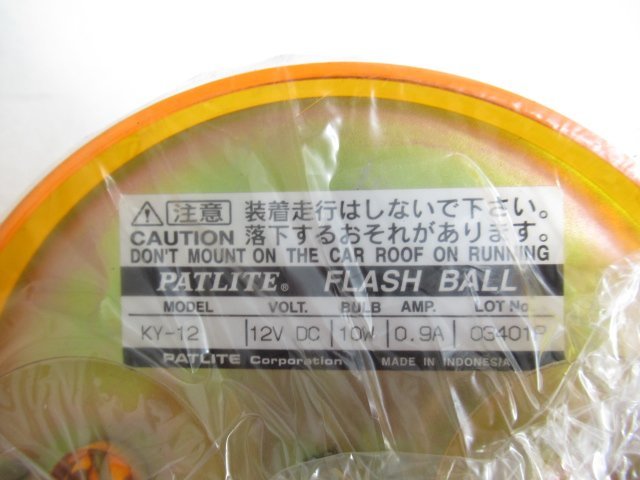 ⚠ 注意 装着走行はしないで下さい。
CAUTION 落下するおそれがあります。
DON'T MOUNT ON THE CAR ROOF ON RUNNING
PATLITE® FLASH BALL
MODEL VOLT. BULB AMP. LOT No
KY-12 12V DC 10W 0.9A 0G401P
PATLITE Corporation MADE IN INDONESIA